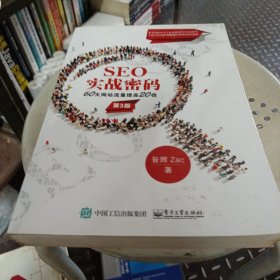 SEO
实战密码
60天网站流量提高20倍
第3版
昝辉 Zac
著
中国工信出版集团
电子工业出版社